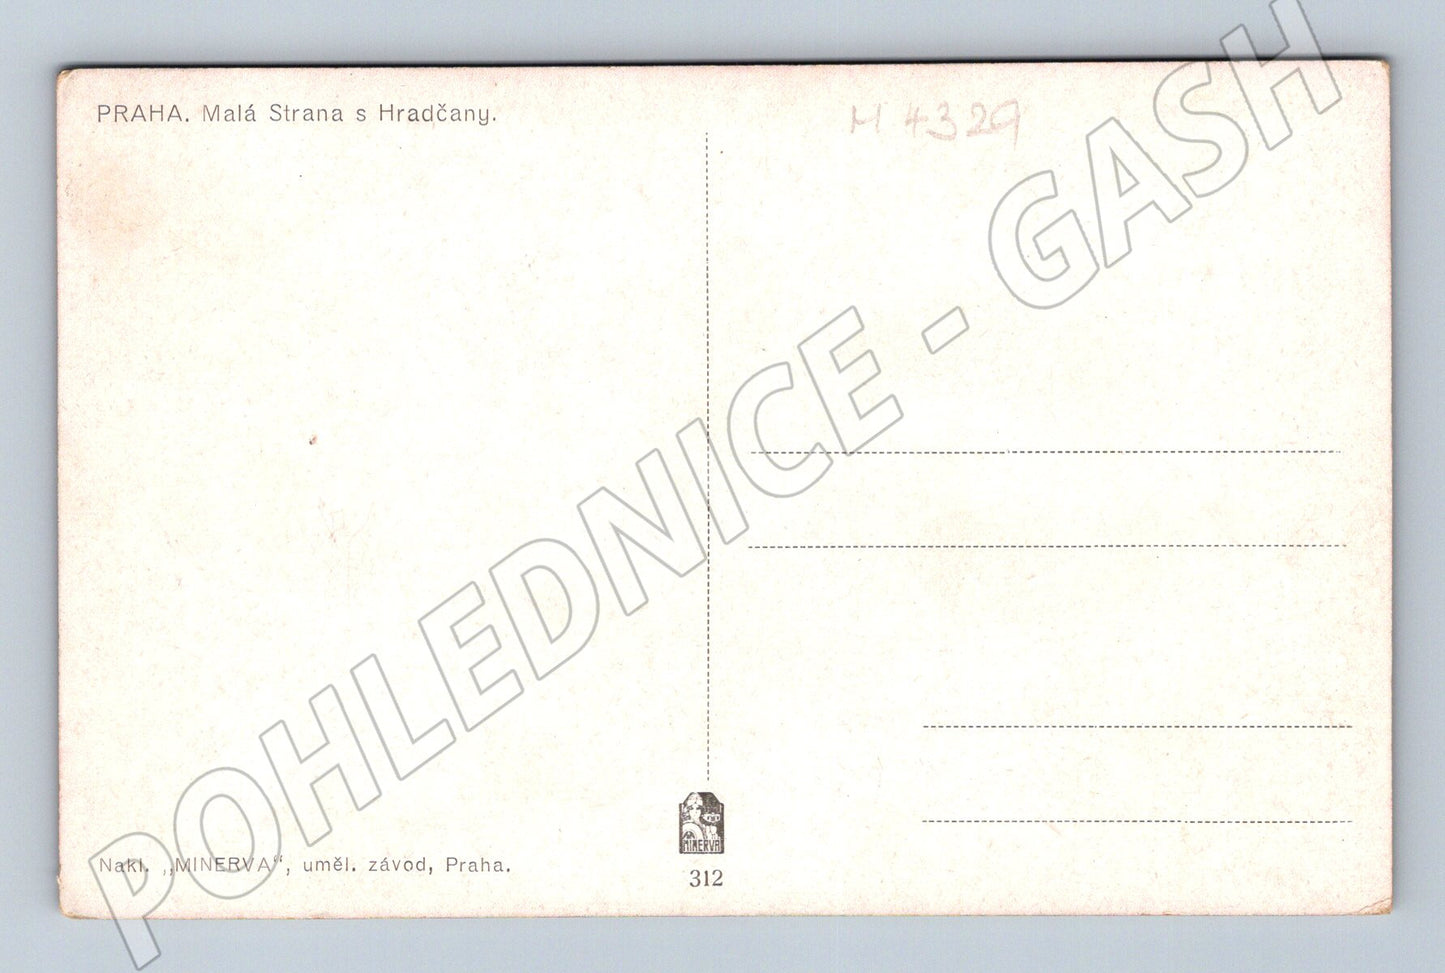 PRAHA. Malá Strana s Hradčany.
M 4329
POHLEDNICE - GASH
MINERVA
312
Nakl. „MINERVA“, uměl. závod, Praha.